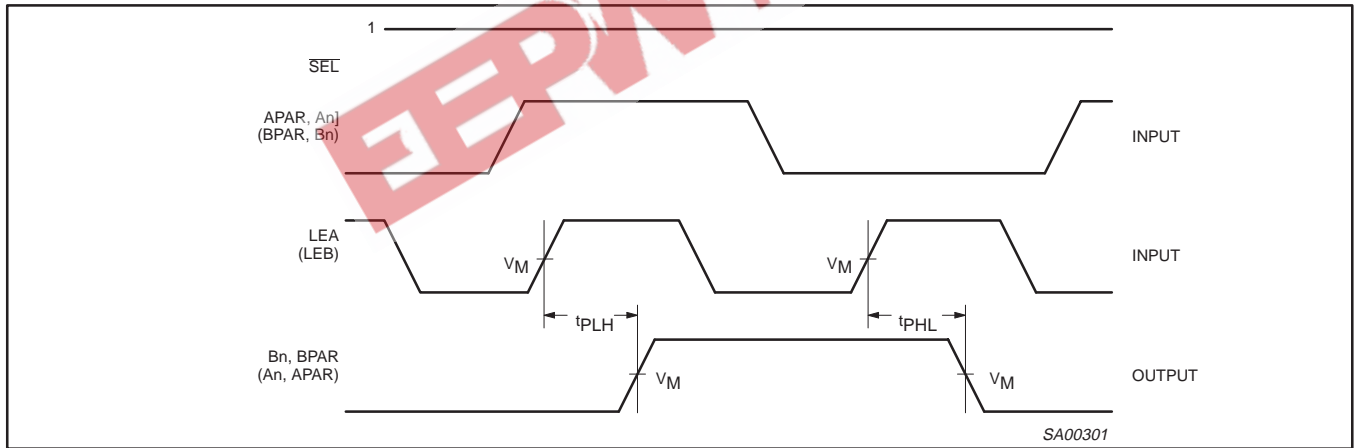 1
SEL
APAR, An]
(BPAR, Bn)
INPUT
LEA
(LEB)
VM
VM
INPUT
tPLH
tPHL
Bn, BPAR
(An, APAR)
VM
VM
OUTPUT
SA00301